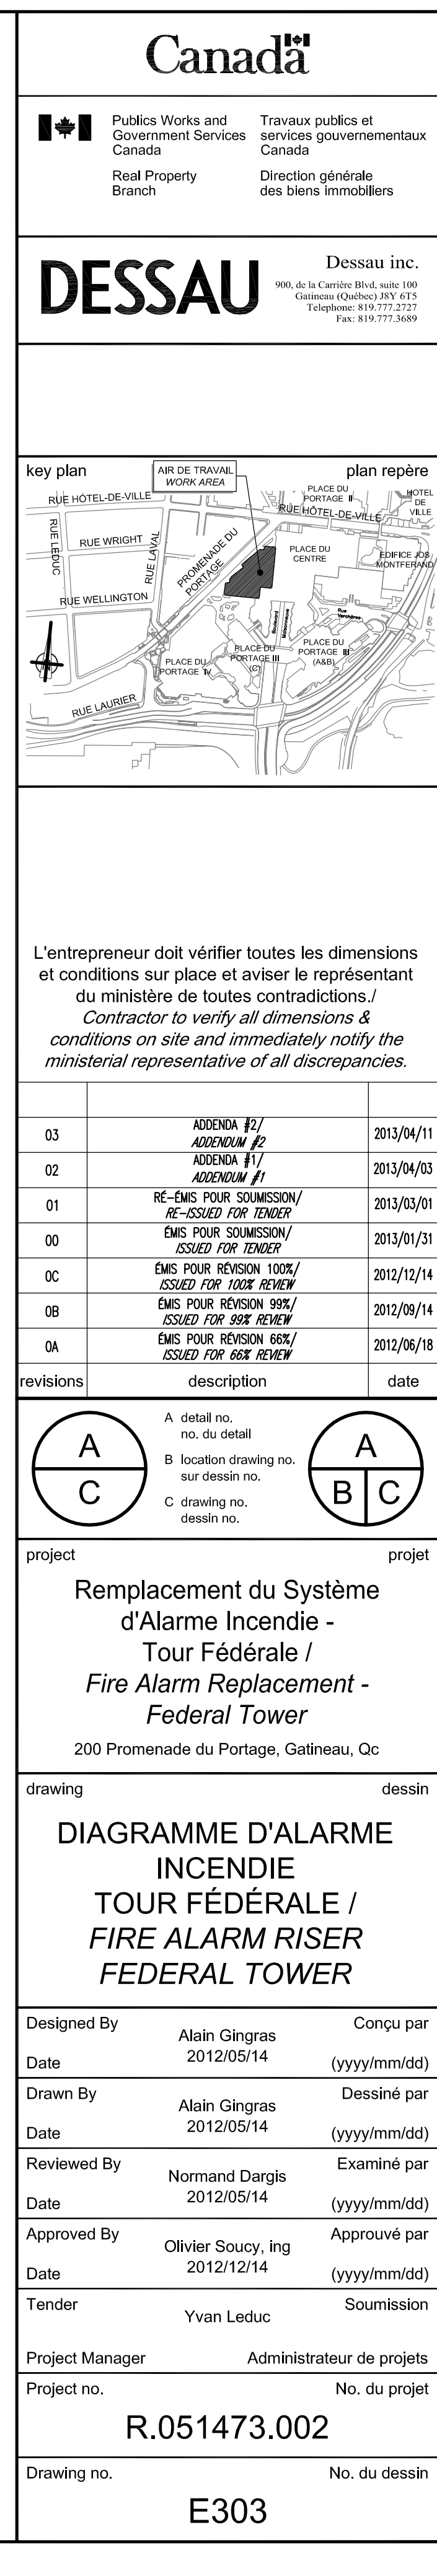 Canada
Publics Works and
Government Services
Canada
Travaux publics et
services gouvernementaux
Canada
Real Property
Branch
Direction générale
des biens immobiliers
DESSAU
Dessau inc.
900, de la Carrière Blvd, suite 100
Gatineau (Québec) J8Y 6T5
Telephone: 819.777.2727
Fax: 819.777.3689
key plan
plan repère
AIR DE TRAVAIL
WORK AREA
RUE HÔTEL-DE-VILLE
PLACE DU
PORTAGE II
HOTEL
DE
VILLE
RUE HÔTEL-DE-VILLE
RUE LEDUC
RUE WRIGHT
RUE LAVAL
PROMENADE DU
PORTAGE
PLACE DU
CENTRE
EDIFICE JOS
MONTFERAND
RUE WELLINGTON
Boulevard
Maisonneuve
Rue
Verchères
PLACE DU
PORTAGE IV
PLACE DU
PORTAGE III
(C)
PLACE DU
PORTAGE III
(A&B)
RUE LAURIER
L'entrepreneur doit vérifier toutes les dimensions
et conditions sur place et aviser le représentant
du ministère de toutes contradictions./
Contractor to verify all dimensions &
conditions on site and immediately notify the
ministerial representative of all discrepancies.
03 ADDENDA #2/ 2013/04/11
ADDENDUM #2
02 ADDENDA #1/ 2013/04/03
ADDENDUM #1
01 RÉ-ÉMIS POUR SOUMISSION/ 2013/03/01
RE-ISSUED FOR TENDER
00 ÉMIS POUR SOUMISSION/ 2013/01/31
ISSUED FOR TENDER
0C ÉMIS POUR RÉVISION 100%/ 2012/12/14
ISSUED FOR 100% REVIEW
0B ÉMIS POUR RÉVISION 99%/ 2012/09/14
ISSUED FOR 99% REVIEW
0A ÉMIS POUR RÉVISION 66%/ 2012/06/18
ISSUED FOR 66% REVIEW
revisions description date
A
C
A detail no.
no. du detail
B location drawing no.
sur dessin no.
C drawing no.
dessin no.
A
B C
project projet
Remplacement du Système
d'Alarme Incendie -
Tour Fédérale /
Fire Alarm Replacement -
Federal Tower
200 Promenade du Portage, Gatineau, Qc
drawing dessin
DIAGRAMME D'ALARME
INCENDIE
TOUR FÉDÉRALE /
FIRE ALARM RISER
FEDERAL TOWER
Designed By Conçu par
Alain Gingras
2012/05/14
Date (yyyy/mm/dd)
Drawn By Dessiné par
Alain Gingras
2012/05/14
Date (yyyy/mm/dd)
Reviewed By Examiné par
Normand Dargis
2012/05/14
Date (yyyy/mm/dd)
Approved By Approuvé par
Olivier Soucy, ing
2012/12/14
Date (yyyy/mm/dd)
Tender Soumission
Yvan Leduc
Project Manager Administrateur de projets
Project no. No. du projet
R.051473.002
Drawing no. No. du dessin
E303